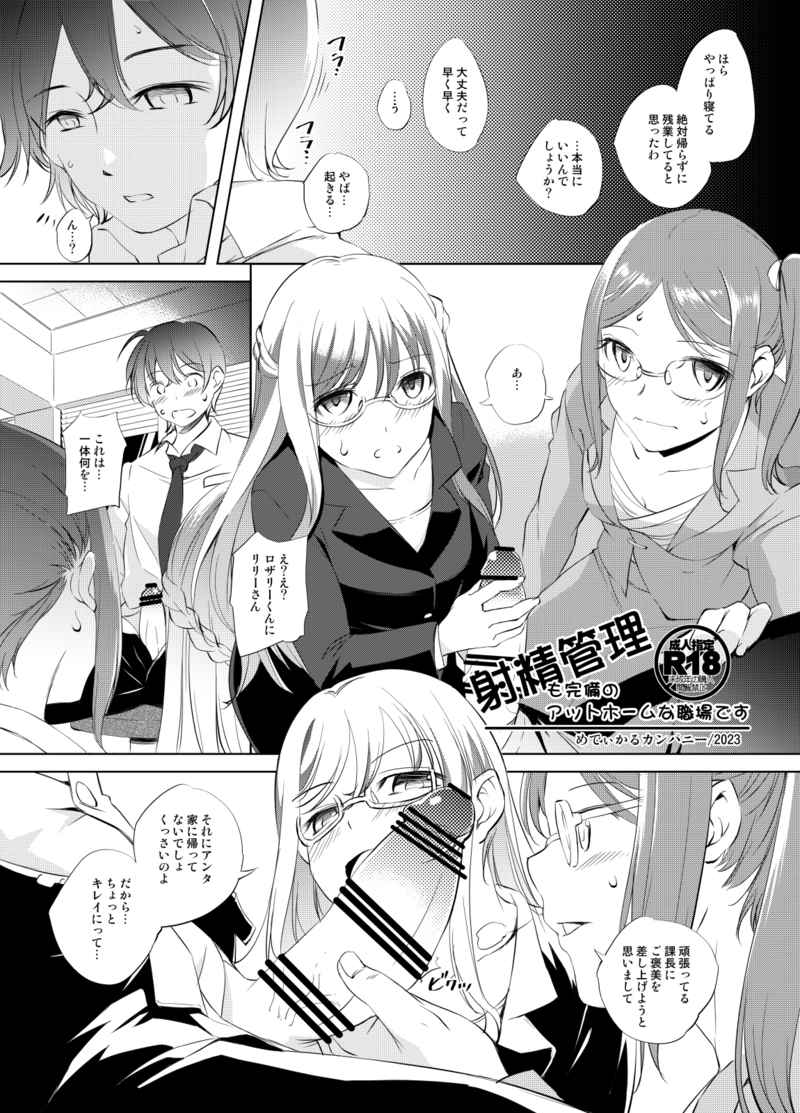 ほら
やっぱり寝てる
絶対帰らずに
残業してると
思ったわ
…本当に
いいんで
しょうか?
大丈夫だって
早く早く
…ぅ
やば…
起きる…
プラ…
プラ…
ん…?
あ
…
え?え?
ロザリーくんに
リリーさん
これは…
一体何を…
射精管理
も完備の
アットホームな職場です
めでぃかるカンパニー/2023
成人指定
R18
それにアンタ
家に帰って
ないでしょ
くっさいのよ
だから…
ちょっと
キレイにって…
頑張ってる
課長に
ご褒美を
差し上げようと
思いまして
ビクッ